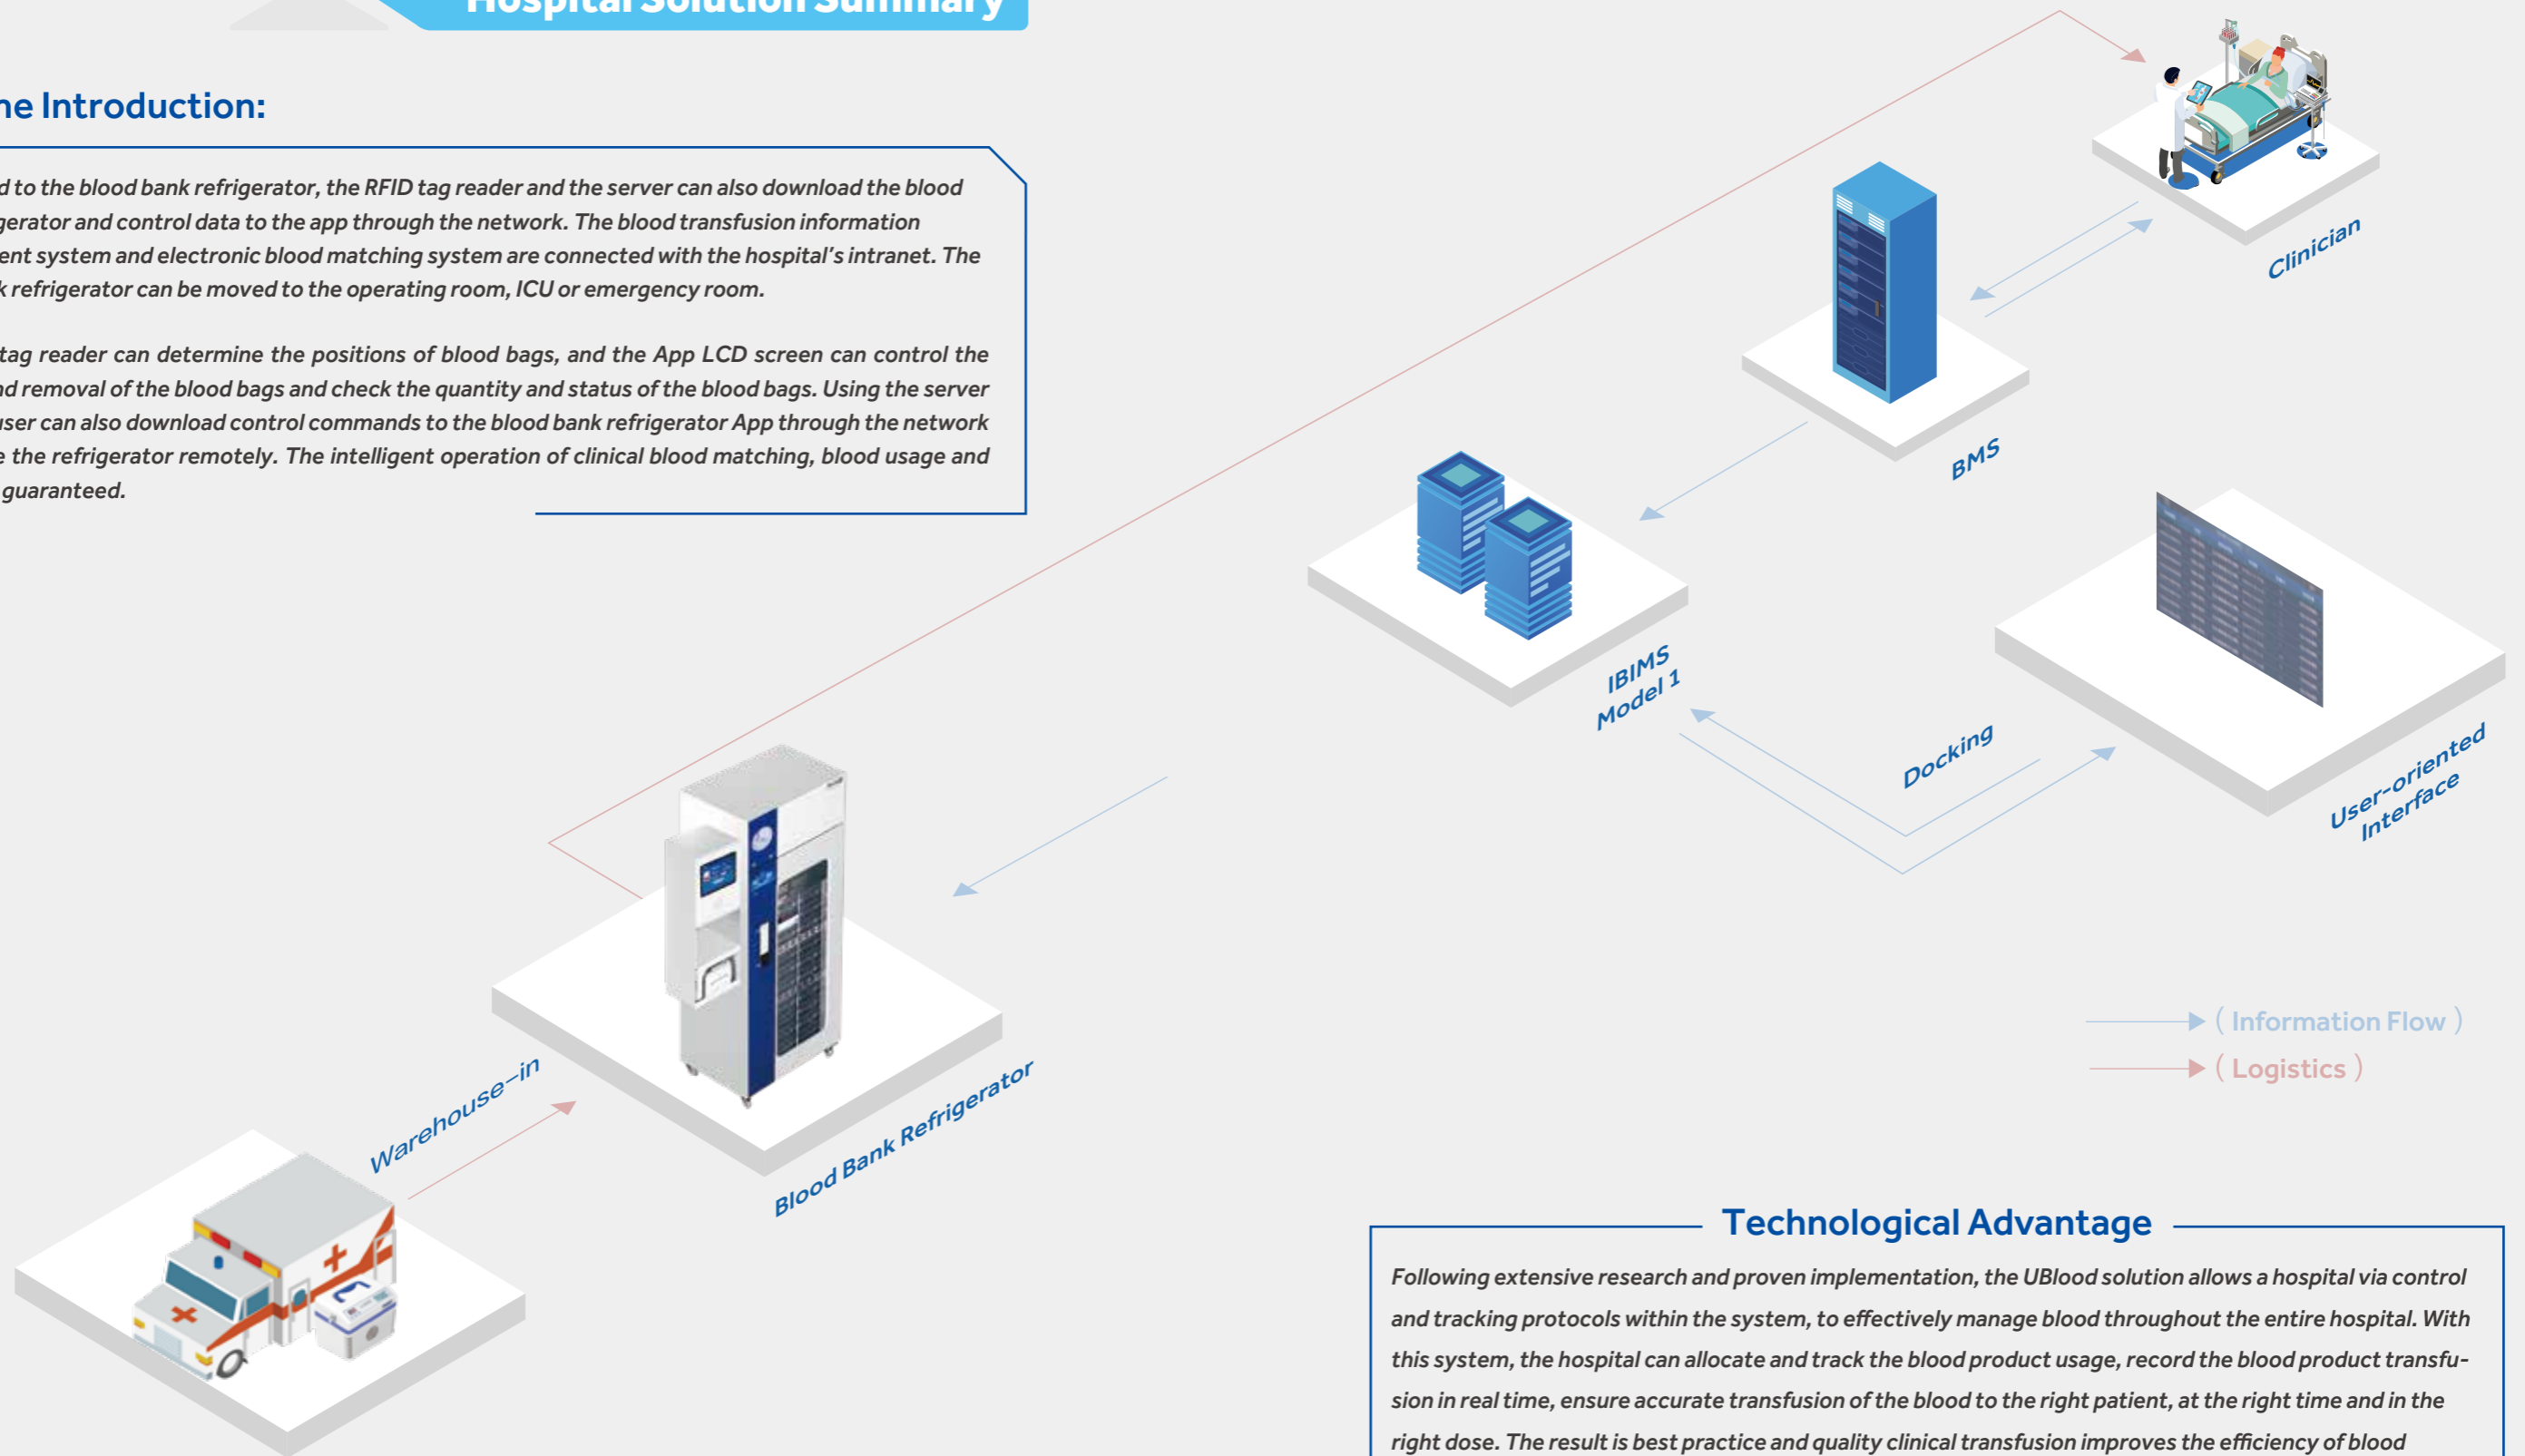 Hospital Solution Summary
ne Introduction:
d to the blood bank refrigerator, the RFID tag reader and the server can also download the blood
gerator and control data to the app through the network. The blood transfusion information
ent system and electronic blood matching system are connected with the hospital's intranet. The
k refrigerator can be moved to the operating room, ICU or emergency room.
tag reader can determine the positions of blood bags, and the App LCD screen can control the
nd removal of the blood bags and check the quantity and status of the blood bags. Using the server
user can also download control commands to the blood bank refrigerator App through the network
e the refrigerator remotely. The intelligent operation of clinical blood matching, blood usage and
guaranteed.
Clinician
BMS
IBIMS
Model 1
Docking
User-oriented
Interface
Warehouse-in
Blood Bank Refrigerator
( Information Flow )
( Logistics )
Technological Advantage
Following extensive research and proven implementation, the UBlood solution allows a hospital via control
and tracking protocols within the system, to effectively manage blood throughout the entire hospital. With
this system, the hospital can allocate and track the blood product usage, record the blood product transfu-
sion in real time, ensure accurate transfusion of the blood to the right patient, at the right time and in the
right dose. The result is best practice and quality clinical transfusion improves the efficiency of blood